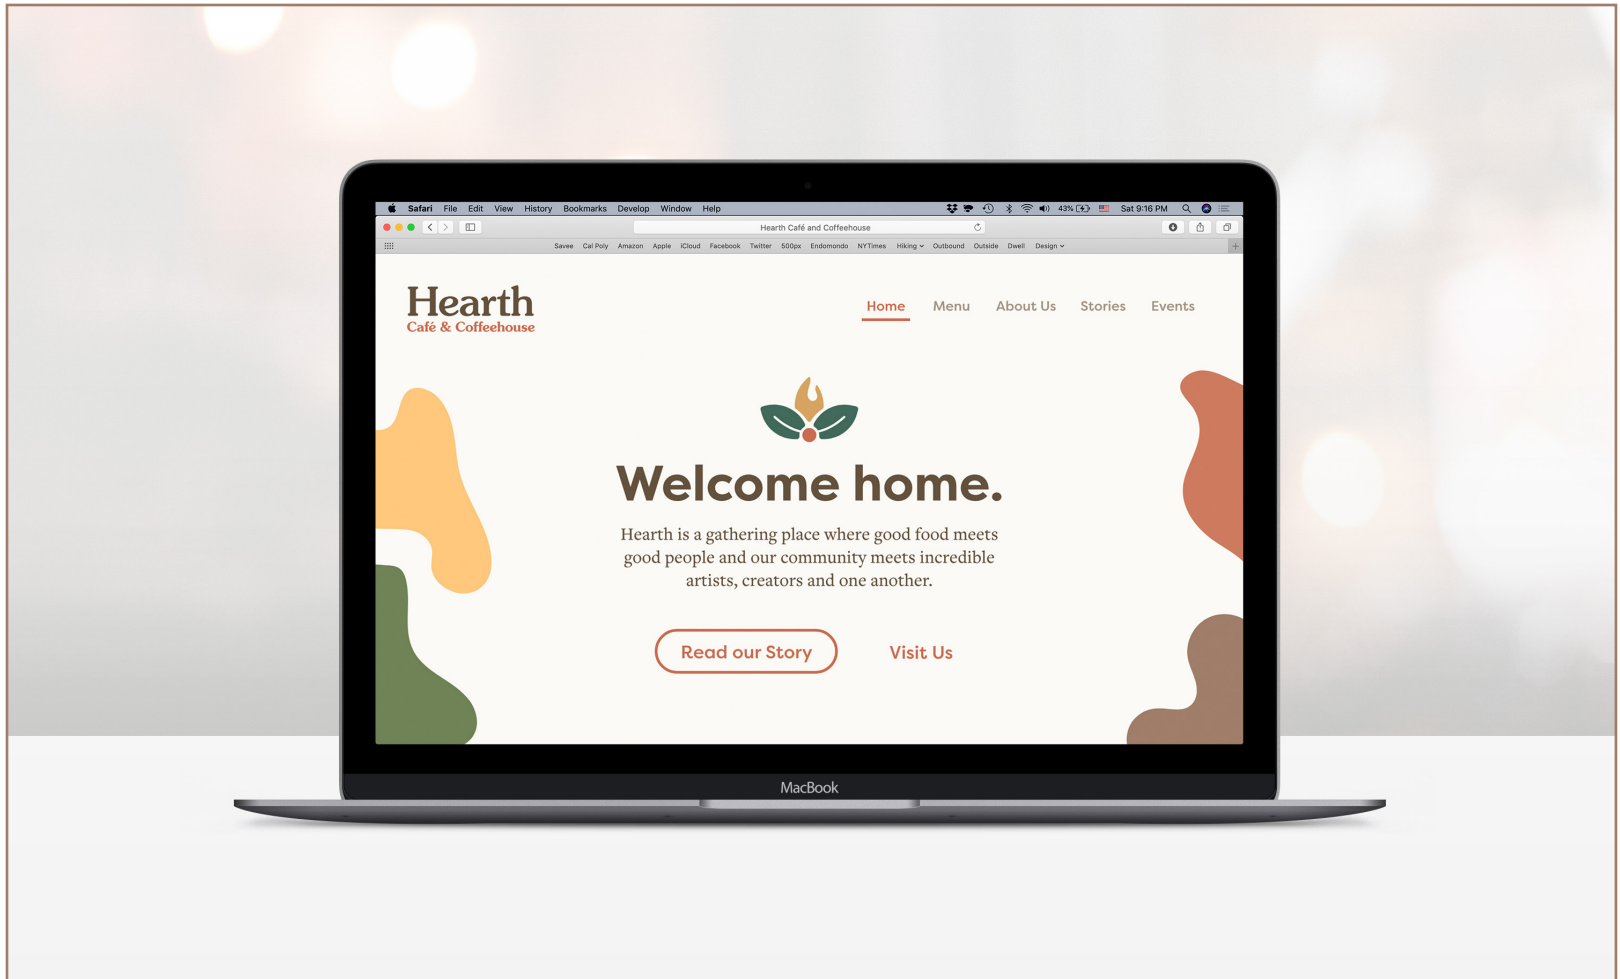 Safari File Edit View History Bookmarks Develop Window Help 43% Sat 9:16 PM
Hearth Café and Coffeehouse
Savee Cal Poly Amazon Apple iCloud Facebook Twitter 500px Endomondo NYTimes Hiking Outbound Outside Dwell Design
Hearth
Café & Coffeehouse
Home Menu About Us Stories Events
Welcome home.
Hearth is a gathering place where good food meets
good people and our community meets incredible
artists, creators and one another.
Read our Story Visit Us
MacBook